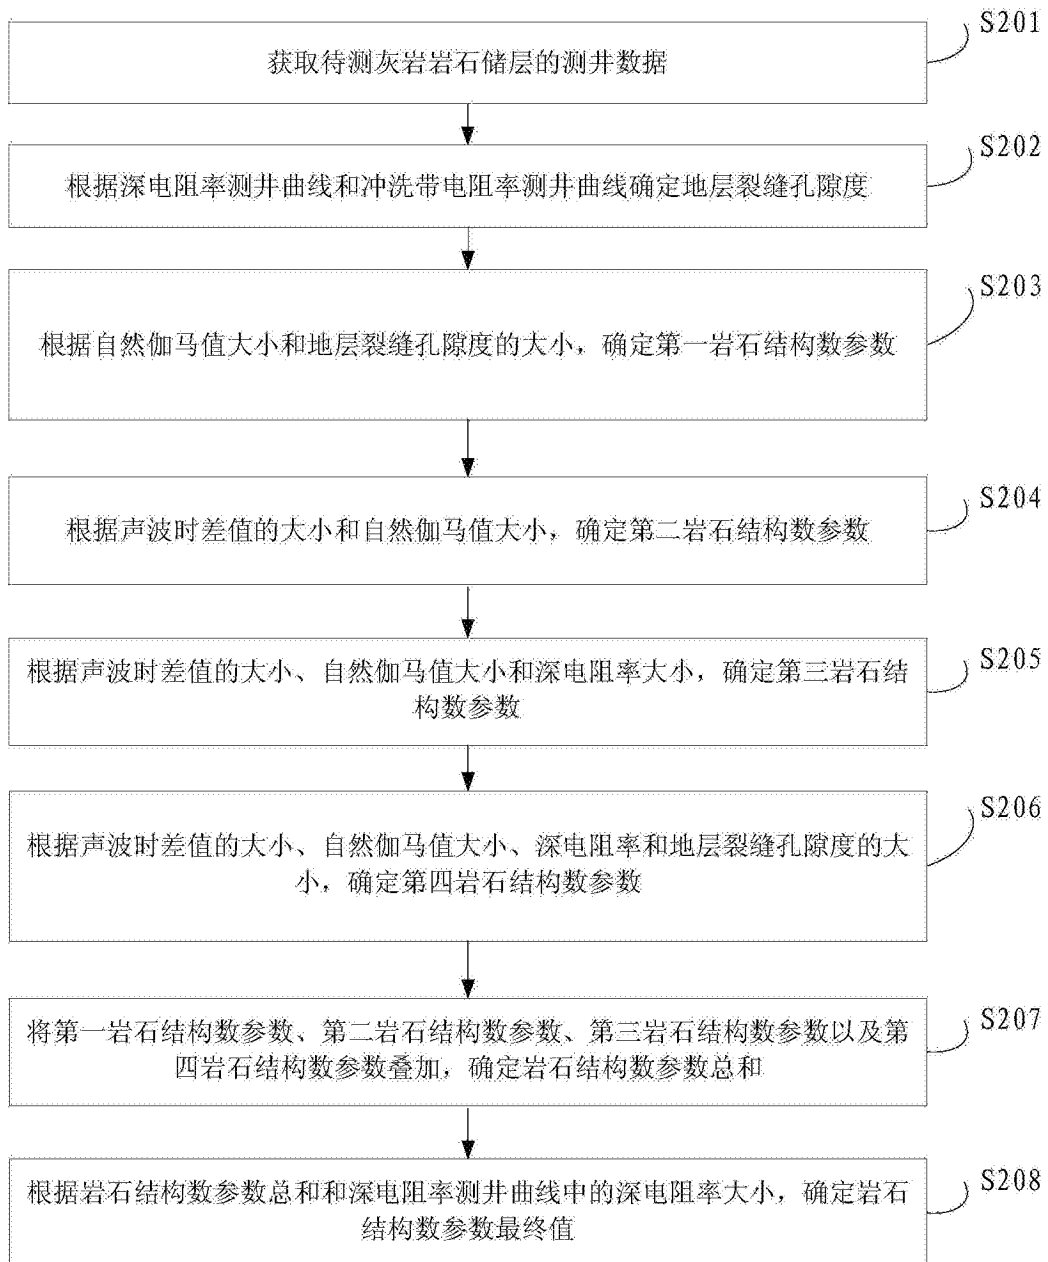 S201
获取待测灰岩岩石储层的测井数据
S202
根据深电阻率测井曲线和冲洗带电阻率测井曲线确定地层裂缝孔隙度
S203
根据自然伽马值大小和地层裂缝孔隙度的大小，确定第一岩石结构数参数
S204
根据声波时差值的大小和自然伽马值大小，确定第二岩石结构数参数
S205
根据声波时差值的大小、自然伽马值大小和深电阻率大小，确定第三岩石结
构数参数
S206
根据声波时差值的大小、自然伽马值大小、深电阻率和地层裂缝孔隙度的大
小，确定第四岩石结构数参数
S207
将第一岩石结构数参数、第二岩石结构数参数、第三岩石结构数参数以及第
四岩石结构数参数叠加，确定岩石结构数参数总和
S208
根据岩石结构数参数总和和深电阻率测井曲线中的深电阻率大小，确定岩石
结构数参数最终值